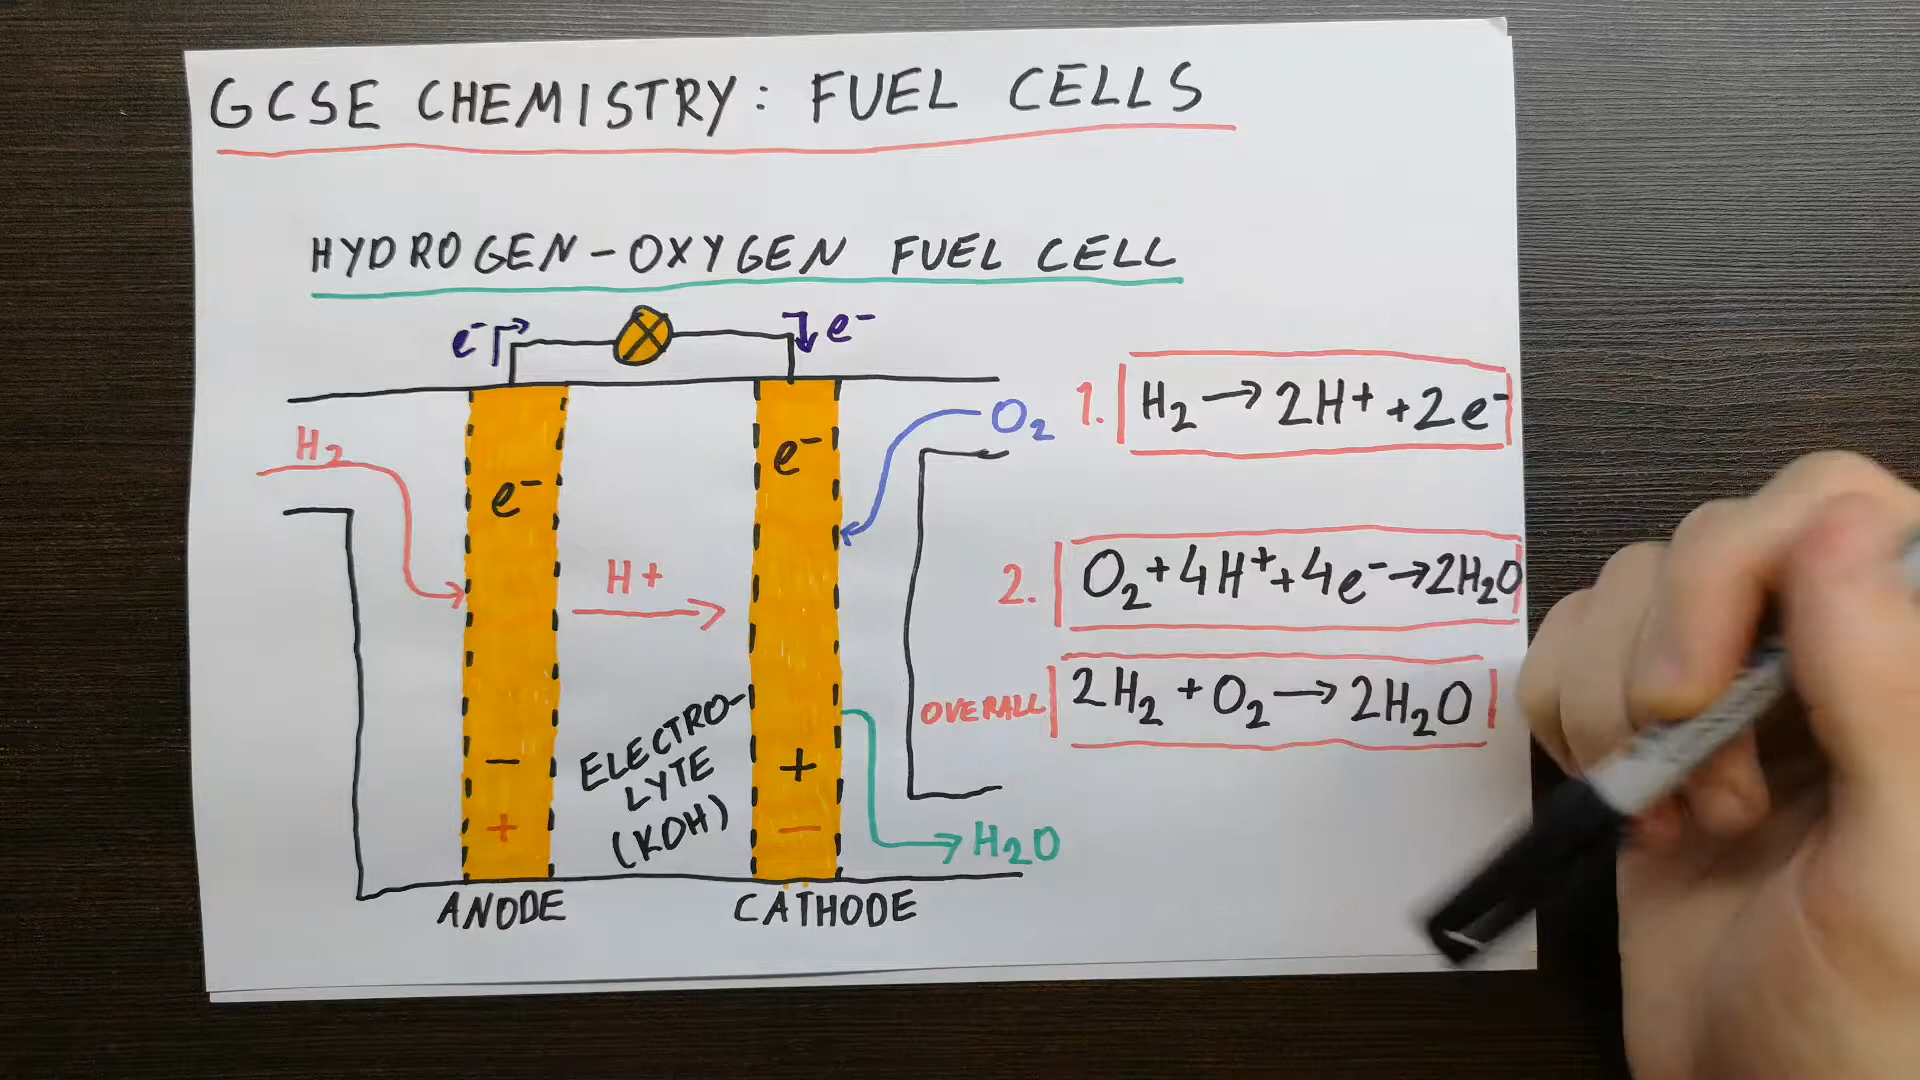 GCSE CHEMISTRY: FUEL CELLS
HYDROGEN-OXYGEN FUEL CELL
e-
e-
H2
e-
e-
O2
H+
ELECTRO-
LYTE
(KOH)
-
+
+
-
H2O
ANODE
CATHODE
1. H2 → 2H+ + 2e-
2. O2 + 4H+ + 4e- → 2H2O
OVERALL 2H2 + O2 → 2H2O